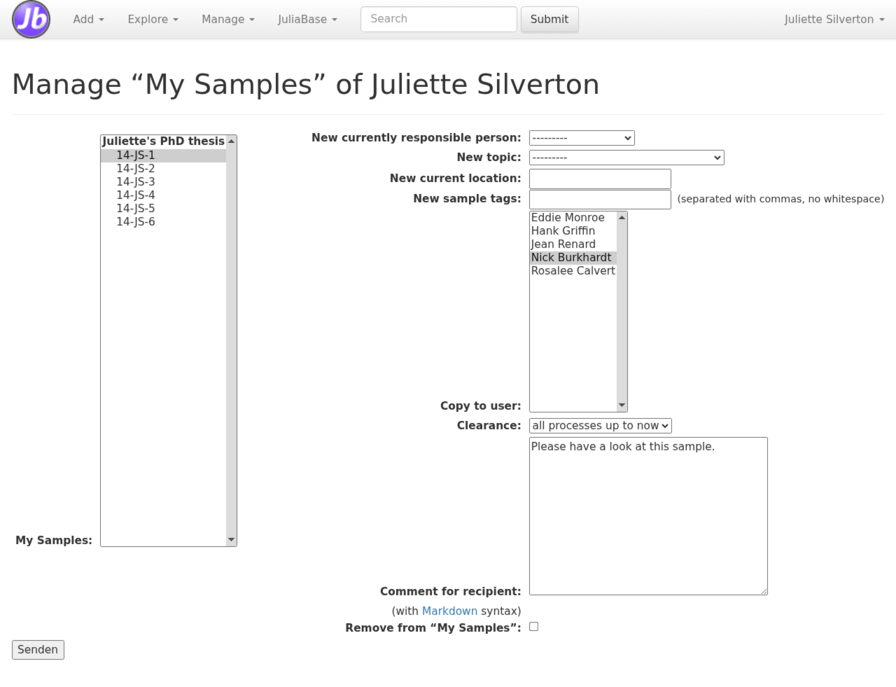 Jb Add Explore Manage JuliaBase Search Submit Juliette Silverton
Manage “My Samples” of Juliette Silverton
My Samples:
Juliette's PhD thesis
14-JS-1
14-JS-2
14-JS-3
14-JS-4
14-JS-5
14-JS-6
New currently responsible person: ---------
New topic: ---------
New current location:
New sample tags: (separated with commas, no whitespace)
Eddie Monroe
Hank Griffin
Jean Renard
Nick Burkhardt
Rosalee Calvert
Copy to user:
Clearance: all processes up to now
Please have a look at this sample.
Comment for recipient:
(with Markdown syntax)
Remove from “My Samples”:
Senden